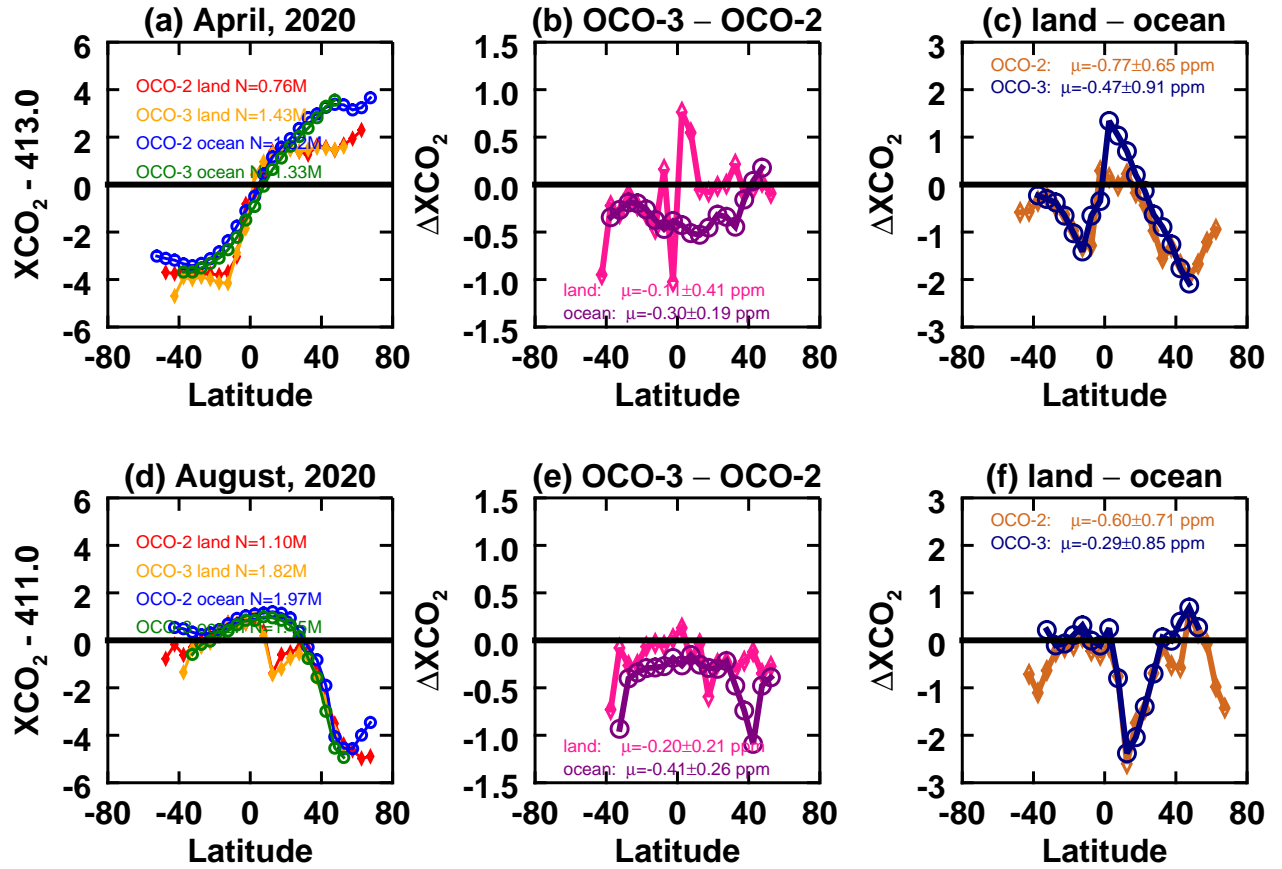 (a) April, 2020
XCO2 - 413.0
6
4
2
0
-2
-4
-6
OCO-2 land N=0.76M
OCO-3 land N=1.43M
OCO-2 ocean
OCO-3 ocean N=1.33M
-80 -40 0 40 80
Latitude
(b) OCO-3 – OCO-2
ΔXCO2
1.5
1.0
0.5
0.0
-0.5
-1.0
-1.5
land: μ=-0.11±0.41 ppm
ocean: μ=-0.30±0.19 ppm
-80 -40 0 40 80
Latitude
(c) land – ocean
ΔXCO2
3
2
1
0
-1
-2
-3
OCO-2: μ=-0.77±0.65 ppm
OCO-3: μ=-0.47±0.91 ppm
-80 -40 0 40 80
Latitude
(d) August, 2020
XCO2 - 411.0
6
4
2
0
-2
-4
-6
OCO-2 land N=1.10M
OCO-3 land N=1.82M
OCO-2 ocean N=1.97M
-80 -40 0 40 80
Latitude
(e) OCO-3 – OCO-2
ΔXCO2
1.5
1.0
0.5
0.0
-0.5
-1.0
-1.5
land: μ=-0.20±0.21 ppm
ocean: μ=-0.41±0.26 ppm
-80 -40 0 40 80
Latitude
(f) land – ocean
ΔXCO2
3
2
1
0
-1
-2
-3
OCO-2: μ=-0.60±0.71 ppm
OCO-3: μ=-0.29±0.85 ppm
-80 -40 0 40 80
Latitude